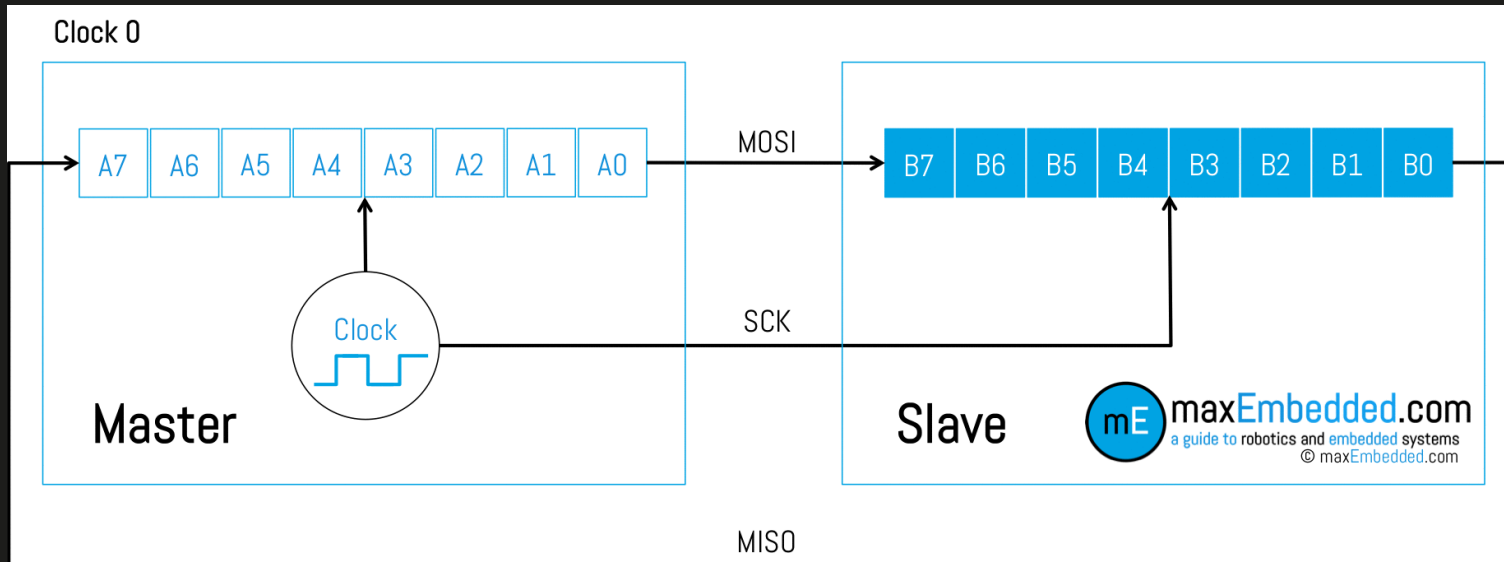 Clock 0
A7 A6 A5 A4 A3 A2 A1 A0
MOSI
B7 B6 B5 B4 B3 B2 B1 B0
Clock
SCK
Master
Slave
mE
maxEmbedded.com
a guide to robotics and embedded systems
© maxEmbedded.com
MISO